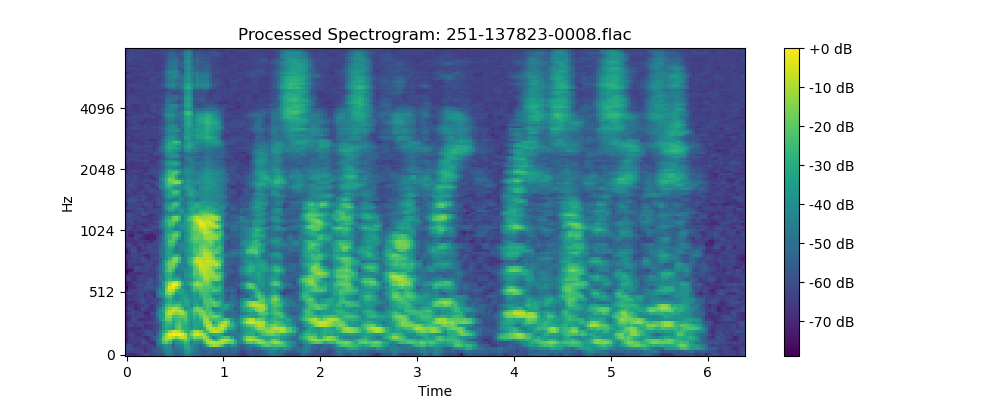 Processed Spectrogram: 251-137823-0008.flac
+0 dB
-10 dB
-20 dB
-30 dB
-40 dB
-50 dB
-60 dB
-70 dB
4096
2048
1024
512
0
Hz
0 1 2 3 4 5 6
Time